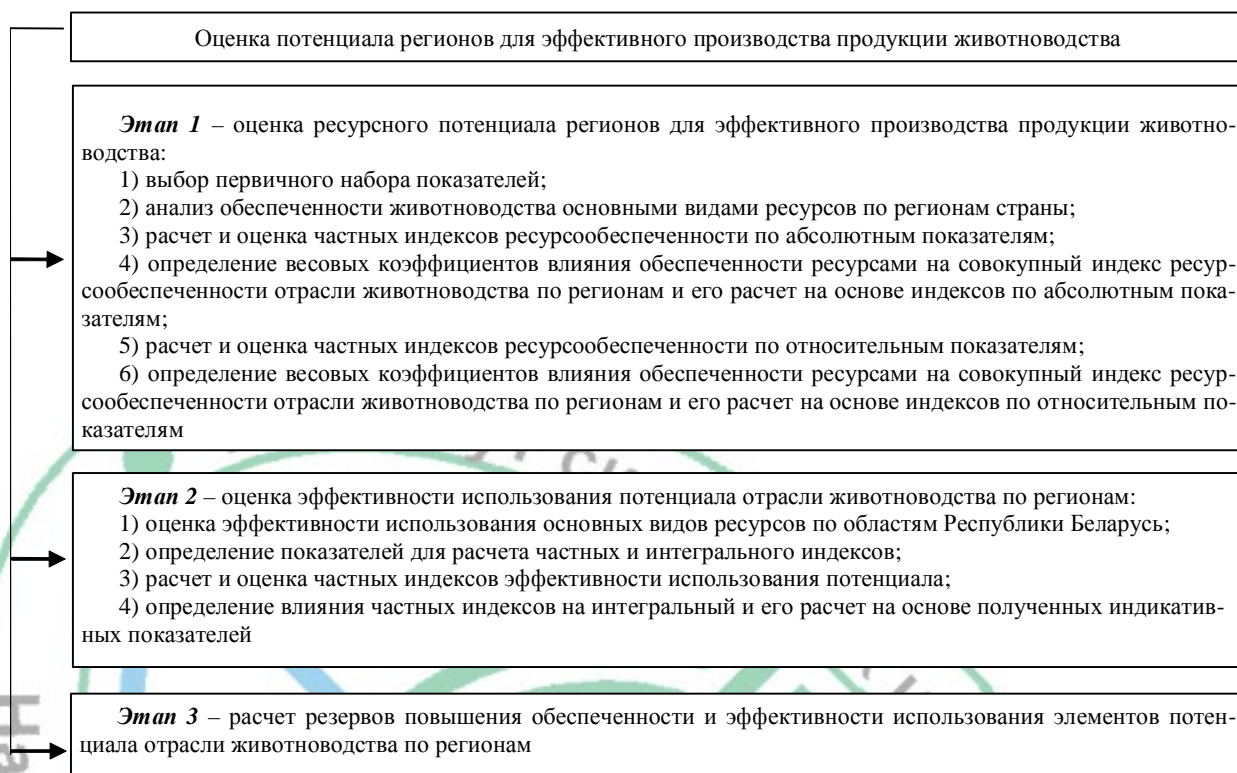 Оценка потенциала регионов для эффективного производства продукции животноводства
Этап 1 – оценка ресурсного потенциала регионов для эффективного производства продукции животно-
водства:
1) выбор первичного набора показателей;
2) анализ обеспеченности животноводства основными видами ресурсов по регионам страны;
3) расчет и оценка частных индексов ресурсообеспеченности по абсолютным показателям;
4) определение весовых коэффициентов влияния обеспеченности ресурсами на совокупный индекс ресур-
сообеспеченности отрасли животноводства по регионам и его расчет на основе индексов по абсолютным пока-
зателям;
5) расчет и оценка частных индексов ресурсообеспеченности по относительным показателям;
6) определение весовых коэффициентов влияния обеспеченности ресурсами на совокупный индекс ресур-
сообеспеченности отрасли животноводства по регионам и его расчет на основе индексов по относительным по-
казателям
Этап 2 – оценка эффективности использования потенциала отрасли животноводства по регионам:
1) оценка эффективности использования основных видов ресурсов по областям Республики Беларусь;
2) определение показателей для расчета частных и интегрального индексов;
3) расчет и оценка частных индексов эффективности использования потенциала;
4) определение влияния частных индексов на интегральный и его расчет на основе полученных индикатив-
ных показателей
Этап 3 – расчет резервов повышения обеспеченности и эффективности использования элементов потен-
циала отрасли животноводства по регионам